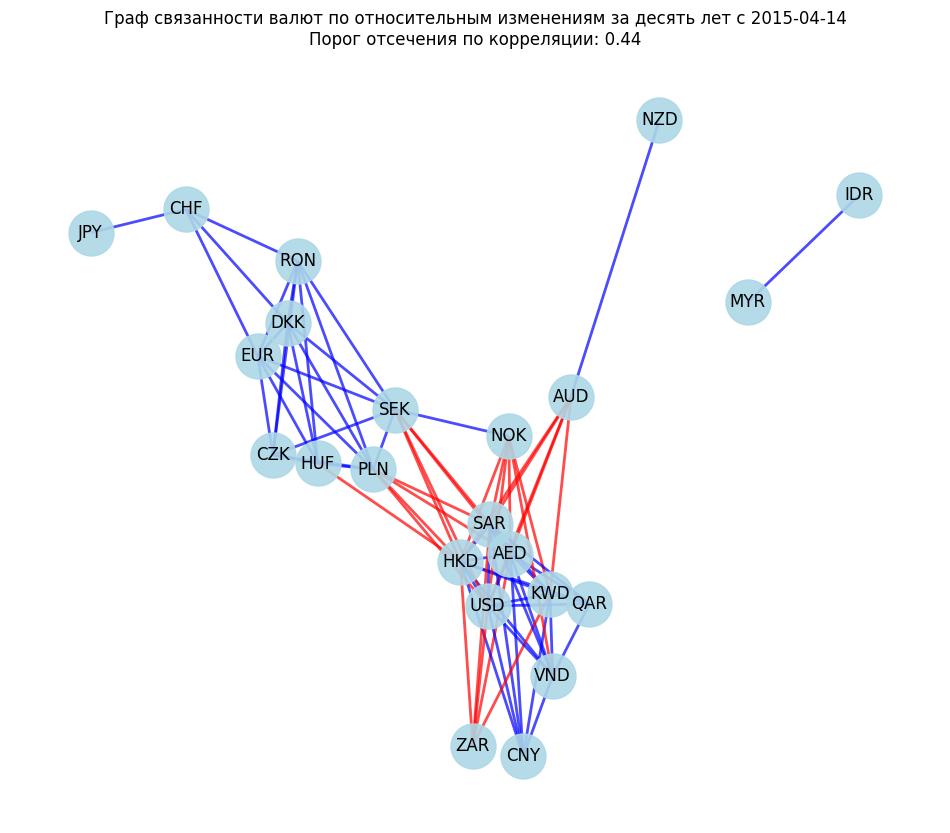 Граф связанности валют по относительным изменениям за десять лет с 2015-04-14
Порог отсечения по корреляции: 0.44
NZD
IDR
CHF
JPY
RON
MYR
DKK
EUR
AUD
SEK
NOK
CZK
HUF
PLN
SAR
AED
HKD
KWD
QAR
USD
VND
ZAR
CNY